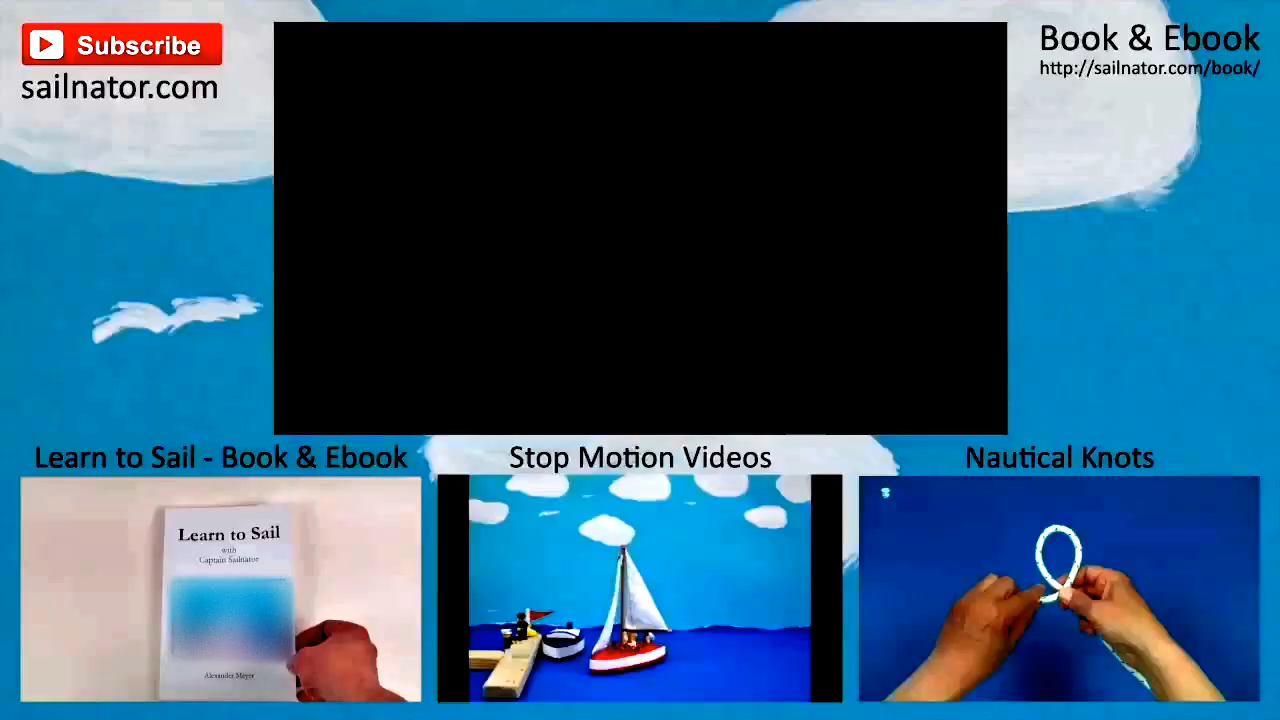 Subscribe
sailnator.com
Book & Ebook
http://sailnator.com/book/
Learn to Sail - Book & Ebook
Stop Motion Videos
Nautical Knots
Learn to Sail
with
Captain Sailnator
Alexander Meyer